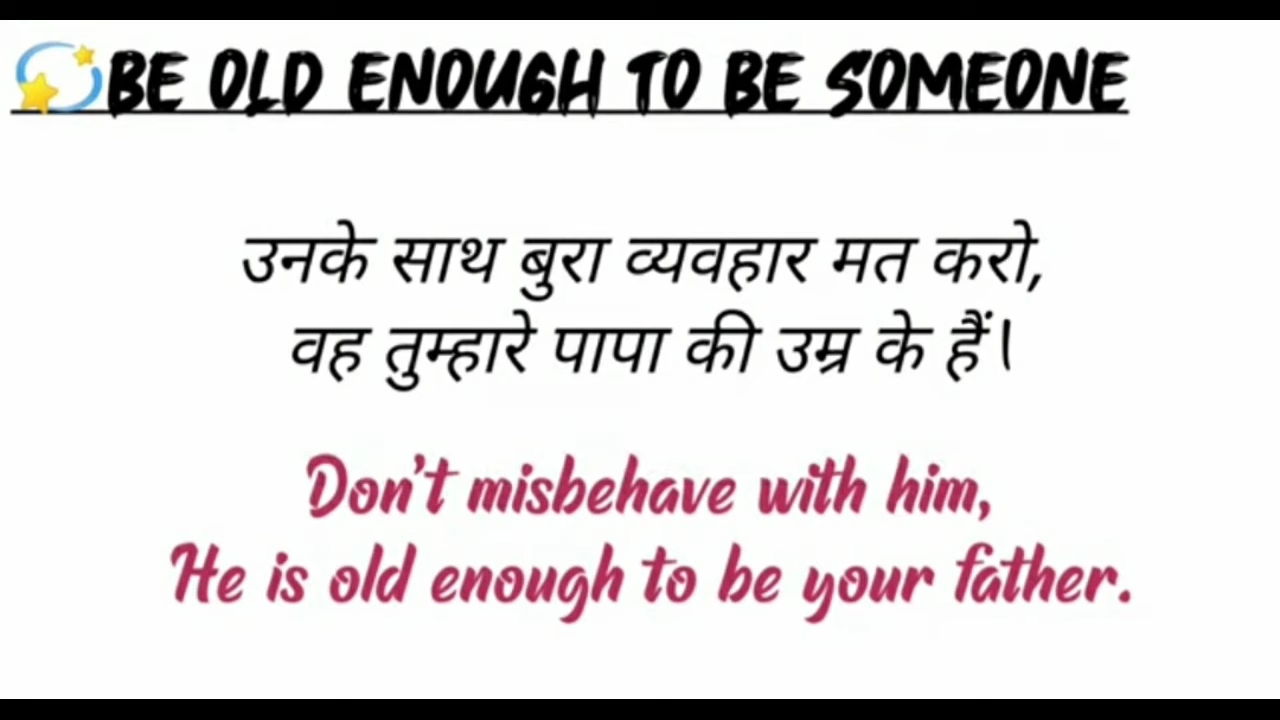 BE OLD ENOUGH TO BE SOMEONE
उनके साथ बुरा व्यवहार मत करो,
वह तुम्हारे पापा की उम्र के हैं।
Don't misbehave with him,
He is old enough to be your father.